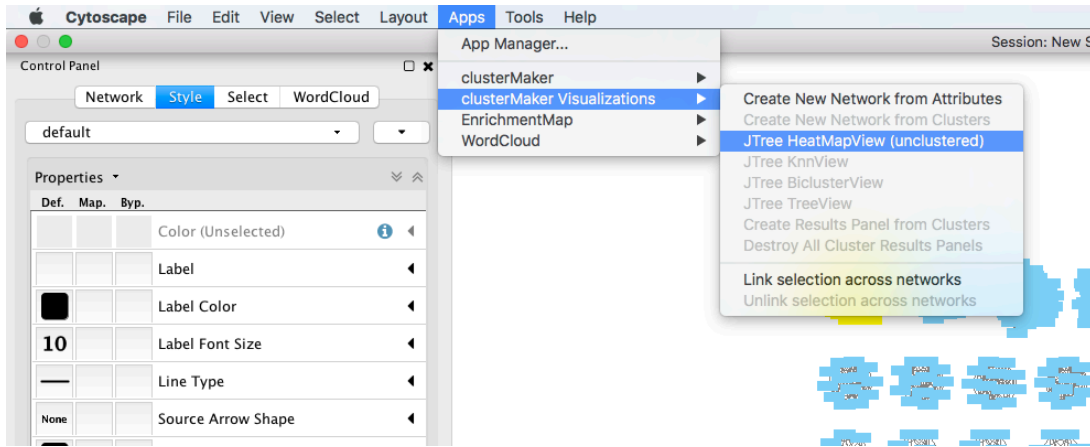 Cytoscape File Edit View Select Layout Apps Tools Help
Session: New S
App Manager...
clusterMaker
clusterMaker Visualizations
EnrichmentMap
WordCloud
Create New Network from Attributes
Create New Network from Clusters
JTree HeatMapView (unclustered)
JTree KnnView
JTree BiclusterView
JTree TreeView
Create Results Panel from Clusters
Destroy All Cluster Results Panels
Link selection across networks
Unlink selection across networks
Control Panel
Network Style Select WordCloud
default
Properties
Def. Map. Byp.
Color (Unselected)
Label
Label Color
10 Label Font Size
Line Type
None Source Arrow Shape